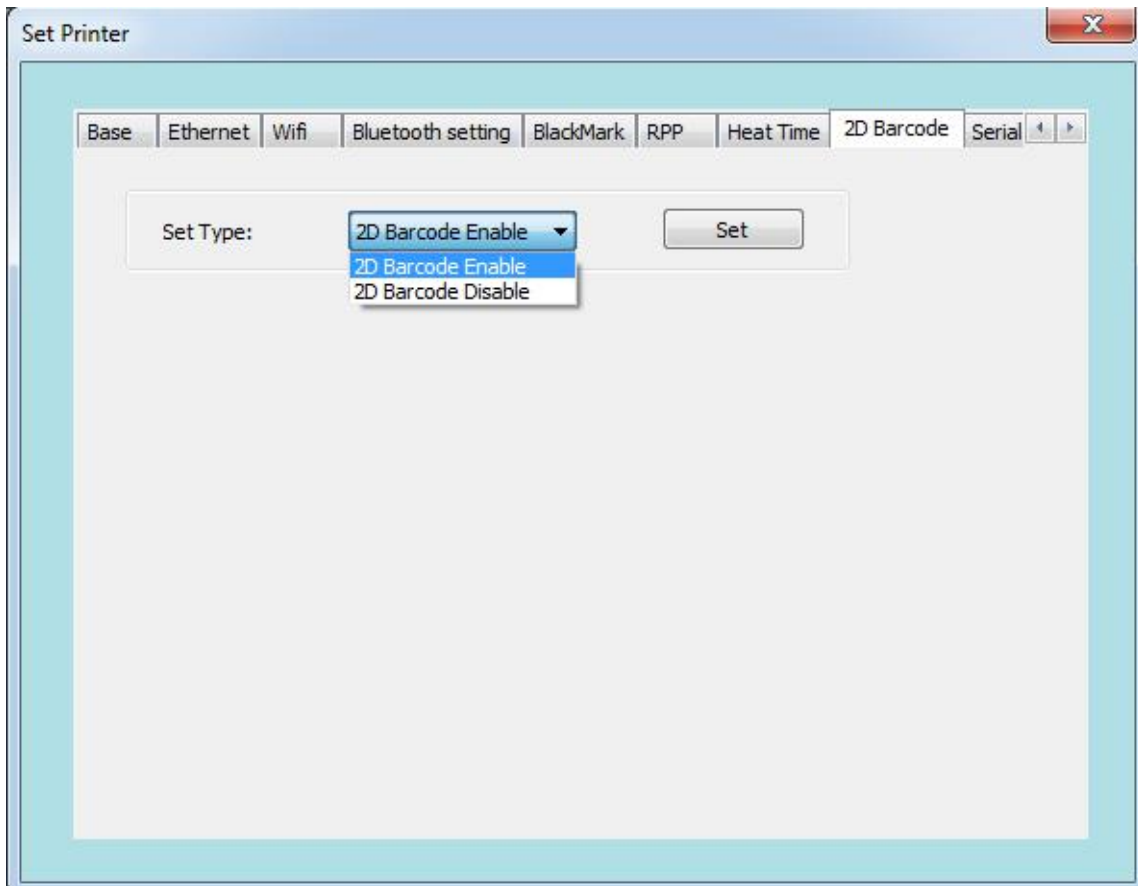 Set Printer
Base Ethernet Wifi Bluetooth setting BlackMark RPP Heat Time 2D Barcode Serial
Set Type: 2D Barcode Enable Set
2D Barcode Enable
2D Barcode Disable